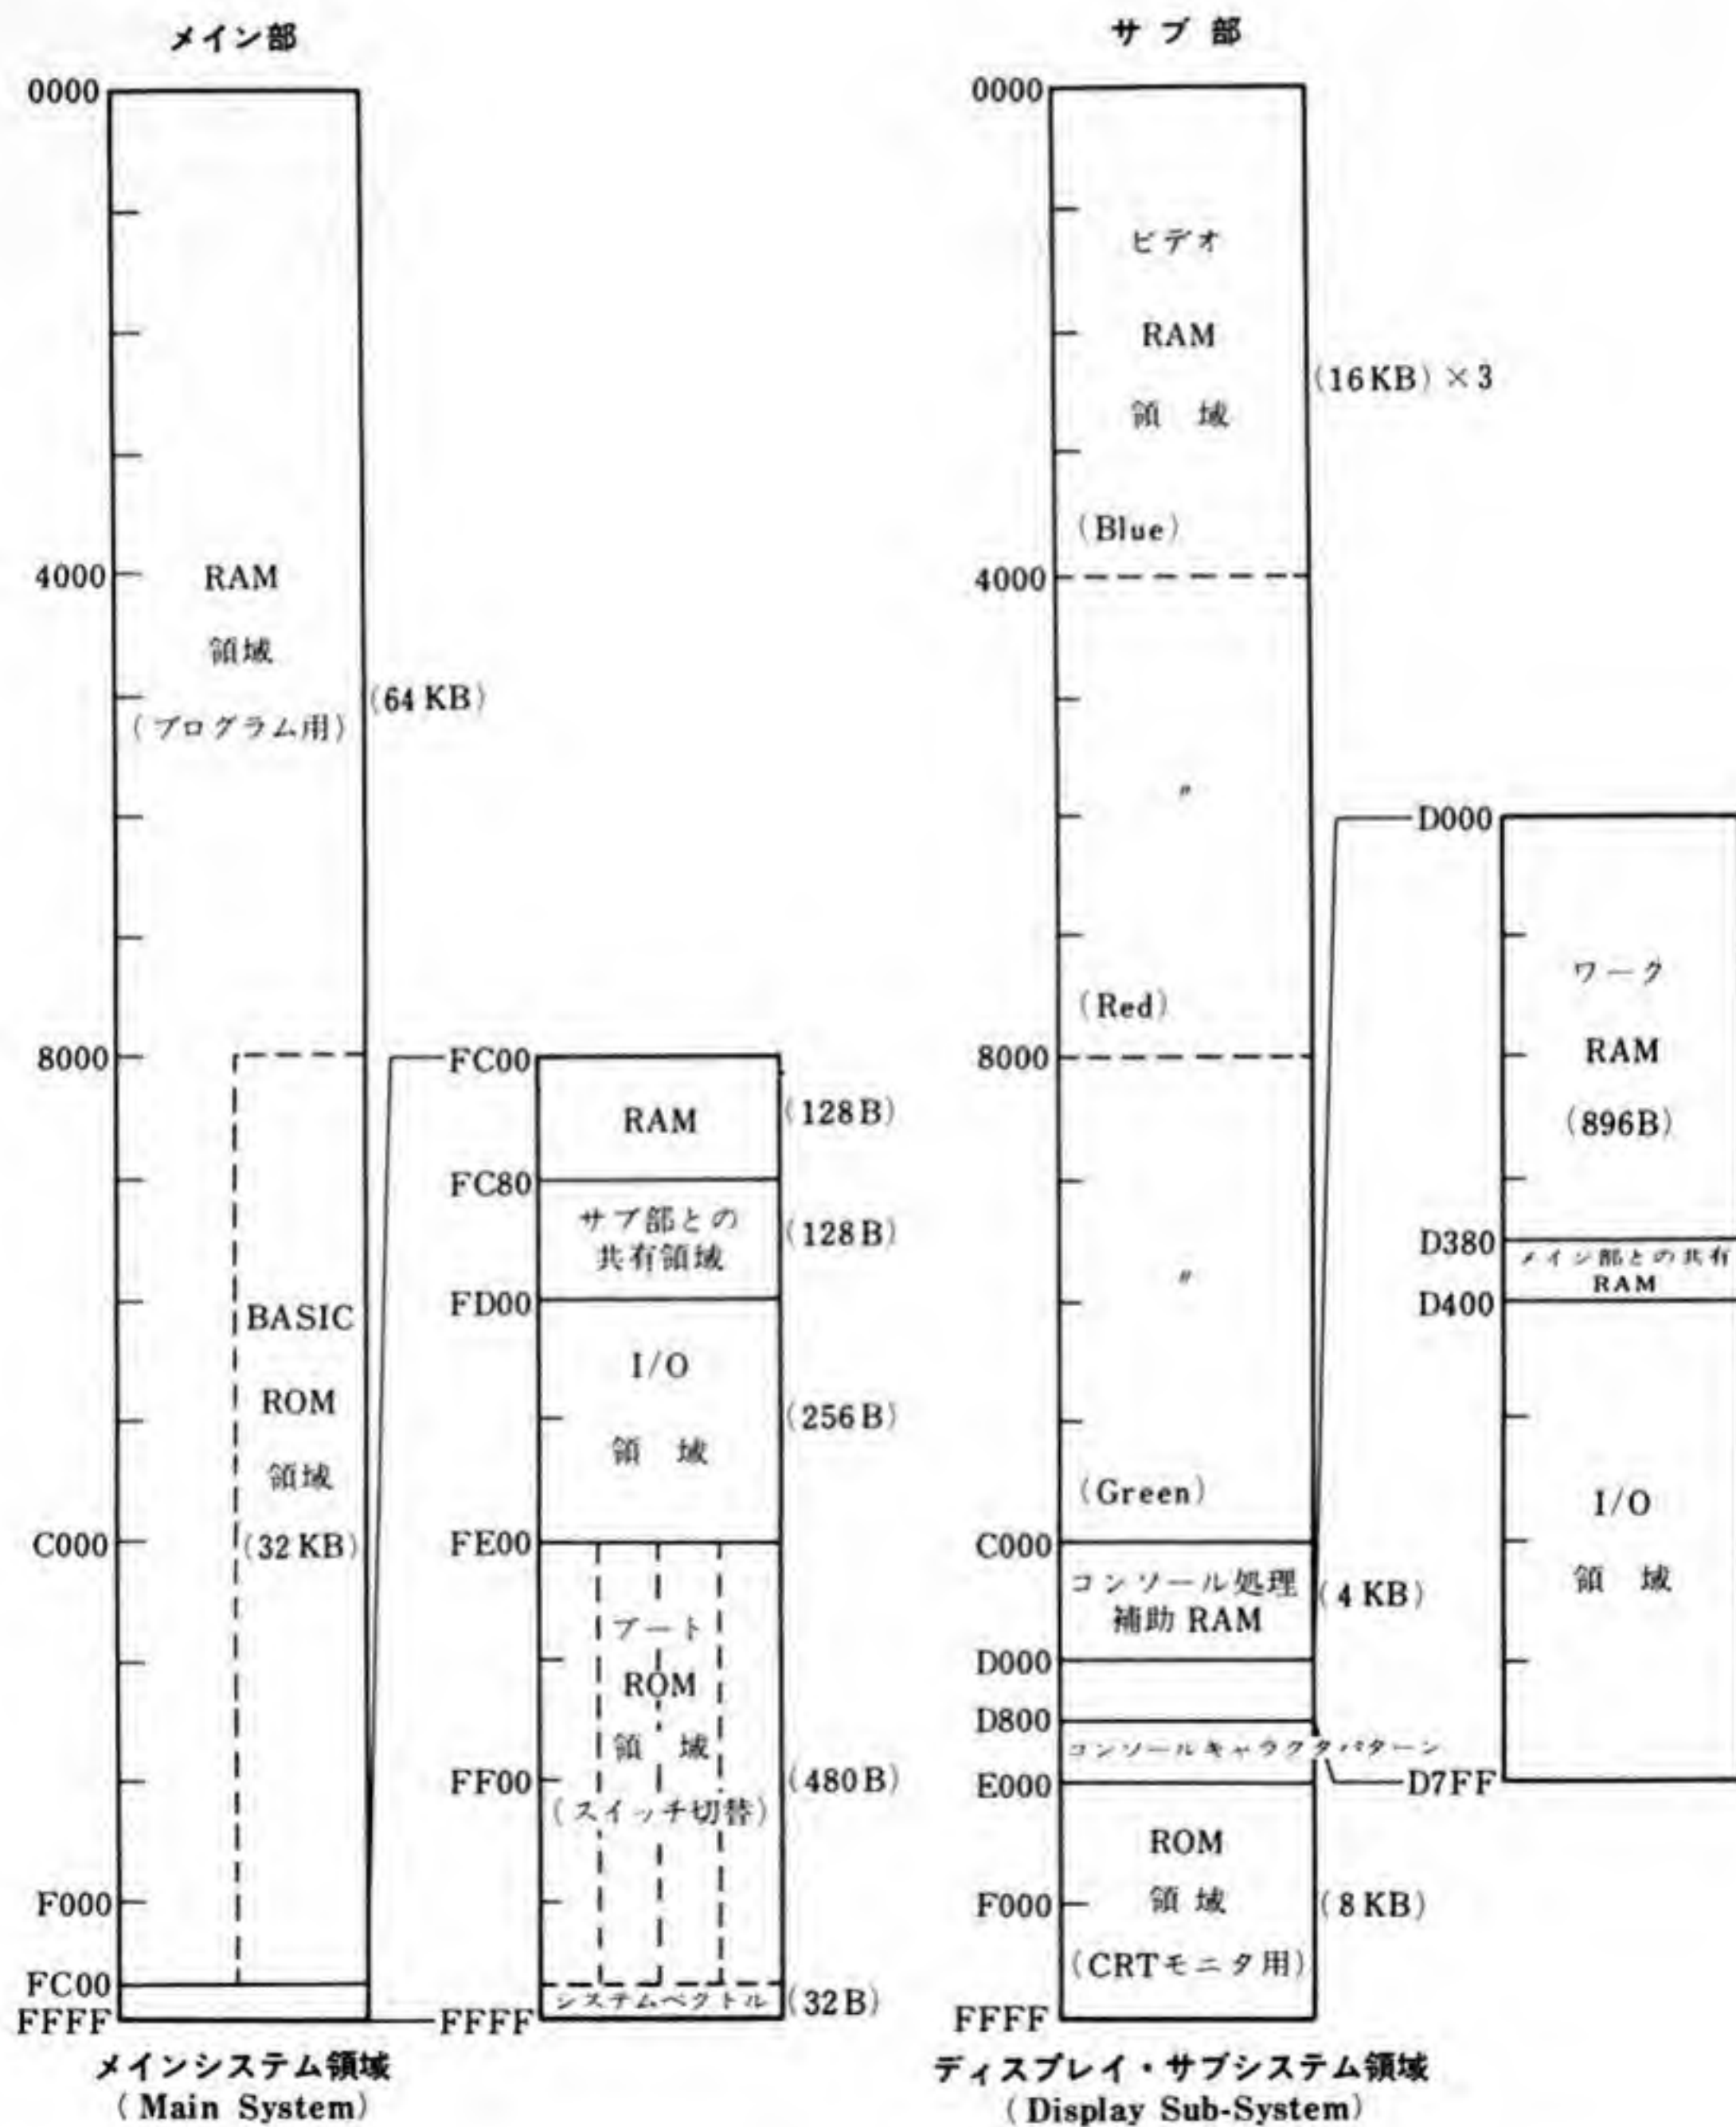 メイン部
0000
4000
RAM
領域
(プログラム用)
(64 KB)
8000
BASIC
ROM
領域
(32 KB)
C000
F000
FC00
FFFF
メインシステム領域
(Main System)
FC00
RAM
(128B)
FC80
サブ部との
共有領域
(128B)
FD00
I/O
領 域
(256B)
FE00
ブート
ROM
領 域
(スイッチ切替)
FF00
(480B)
システムベクトル
(32B)
FFFF
サ ブ 部
0000
ビデオ
RAM
領 域
(16KB)×3
(Blue)
4000
〃
(Red)
8000
〃
(Green)
C000
コンソール処理
補助 RAM
(4 KB)
D000
D800
コンソールキャラクタパターン
E000
ROM
領 域
(CRTモニタ用)
F000
(8 KB)
FFFF
ディスプレイ・サブシステム領域
(Display Sub-System)
D000
ワーク
RAM
(896B)
D380
メイン部との共有
RAM
D400
I/O
領 域
D7FF